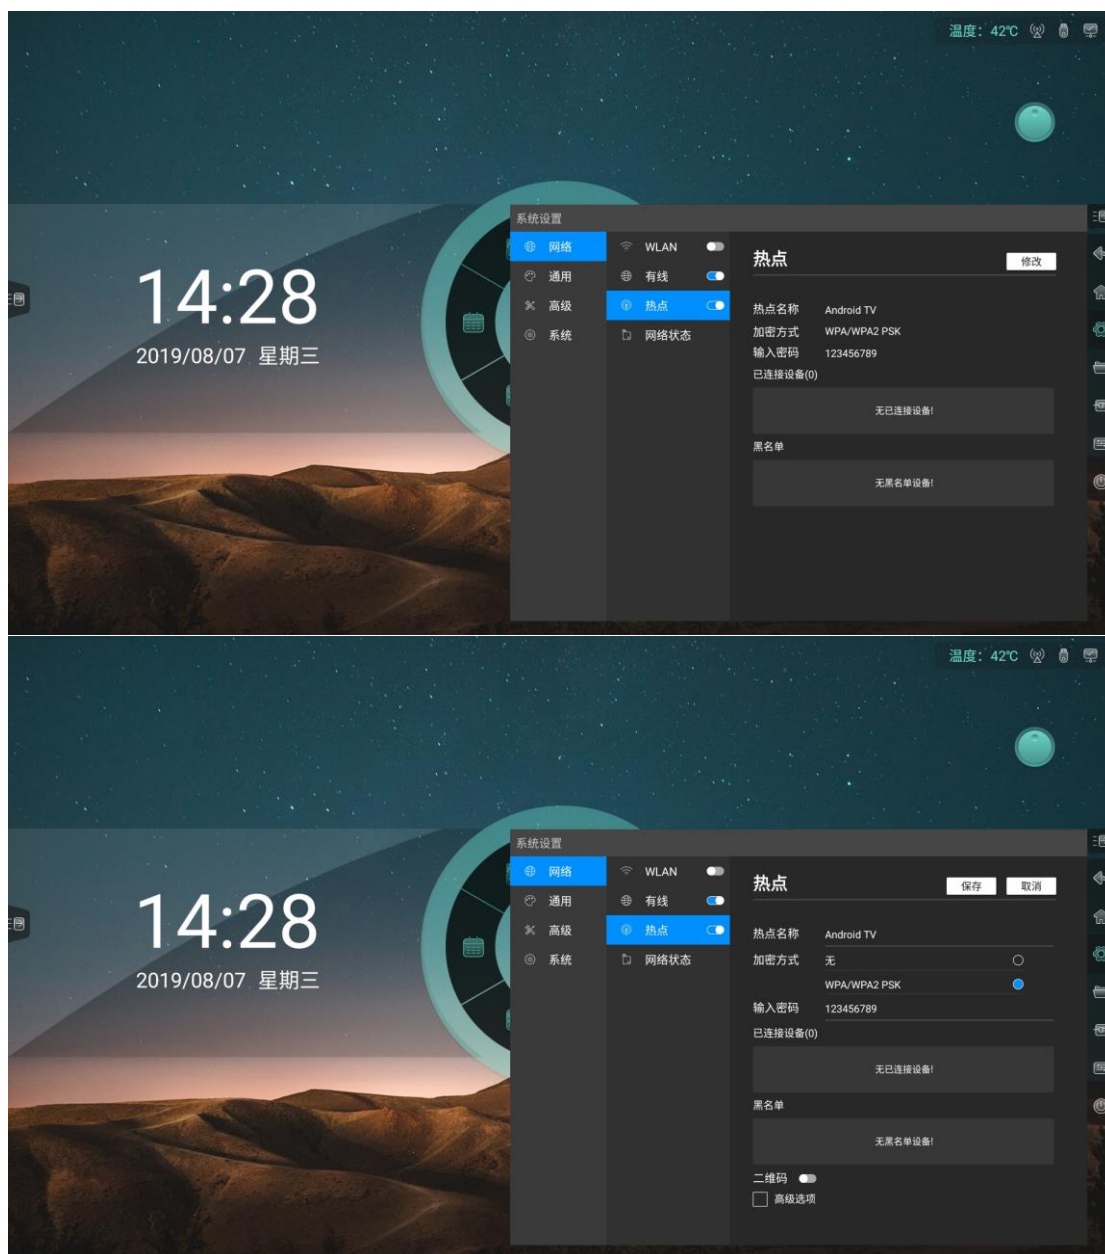 温度：42℃
系统设置
网络 WLAN
热点 修改
通用 有线
高级 热点
热点名称 Android TV
系统 网络状态
加密方式 WPA/WPA2 PSK
输入密码 123456789
已连接设备(0)
无已连接设备!
黑名单
无黑名单设备!
14:28
2019/08/07 星期三
温度：42℃
系统设置
网络 WLAN
热点 保存 取消
通用 有线
高级 热点
热点名称 Android TV
系统 网络状态
加密方式 无
WPA/WPA2 PSK
输入密码 123456789
已连接设备(0)
无已连接设备!
黑名单
无黑名单设备!
二维码
高级选项
14:28
2019/08/07 星期三